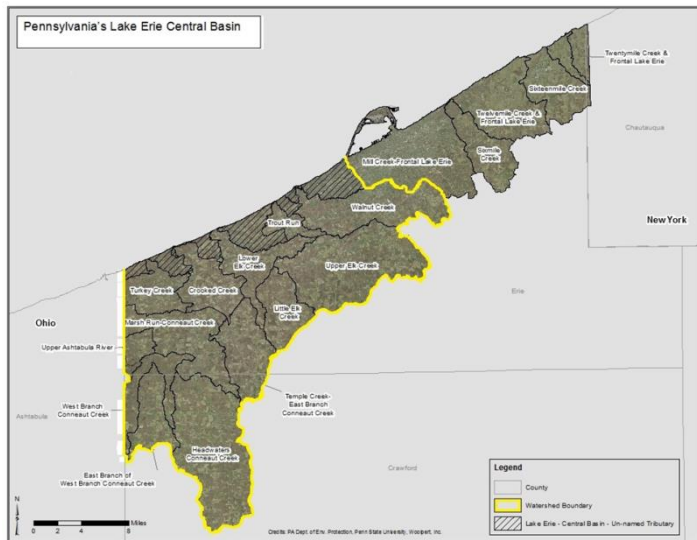 Pennsylvania's Lake Erie Central Basin
Twentymile Creek &
Frontal Lake Erie
Sixteenmile Creek
Twelvemile Creek &
Frontal Lake Erie
Chautauqua
Sixmile
Creek
Mill Creek-Frontal Lake Erie
Walnut Creek
New York
Trout Run
Lower
Elk Creek
Upper Elk Creek
Turkey Creek
Crooked Creek
Erie
Little Elk
Creek
Ohio
Marsh Run-Conneaut Creek
Upper Ashtabula River
Temple Creek-
East Branch
Conneaut Creek
West Branch
Conneaut Creek
Ashtabula
Headwaters
Conneaut Creek
Crawford
East Branch of
West Branch Conneaut Creek
Legend
County
Watershed Boundary
Lake Erie - Central Basin - Un-named Tributary
N
Miles
0 2 4 8
Credits: PA Dept. of Env. Protection, Penn State University, Woolpert, Inc.